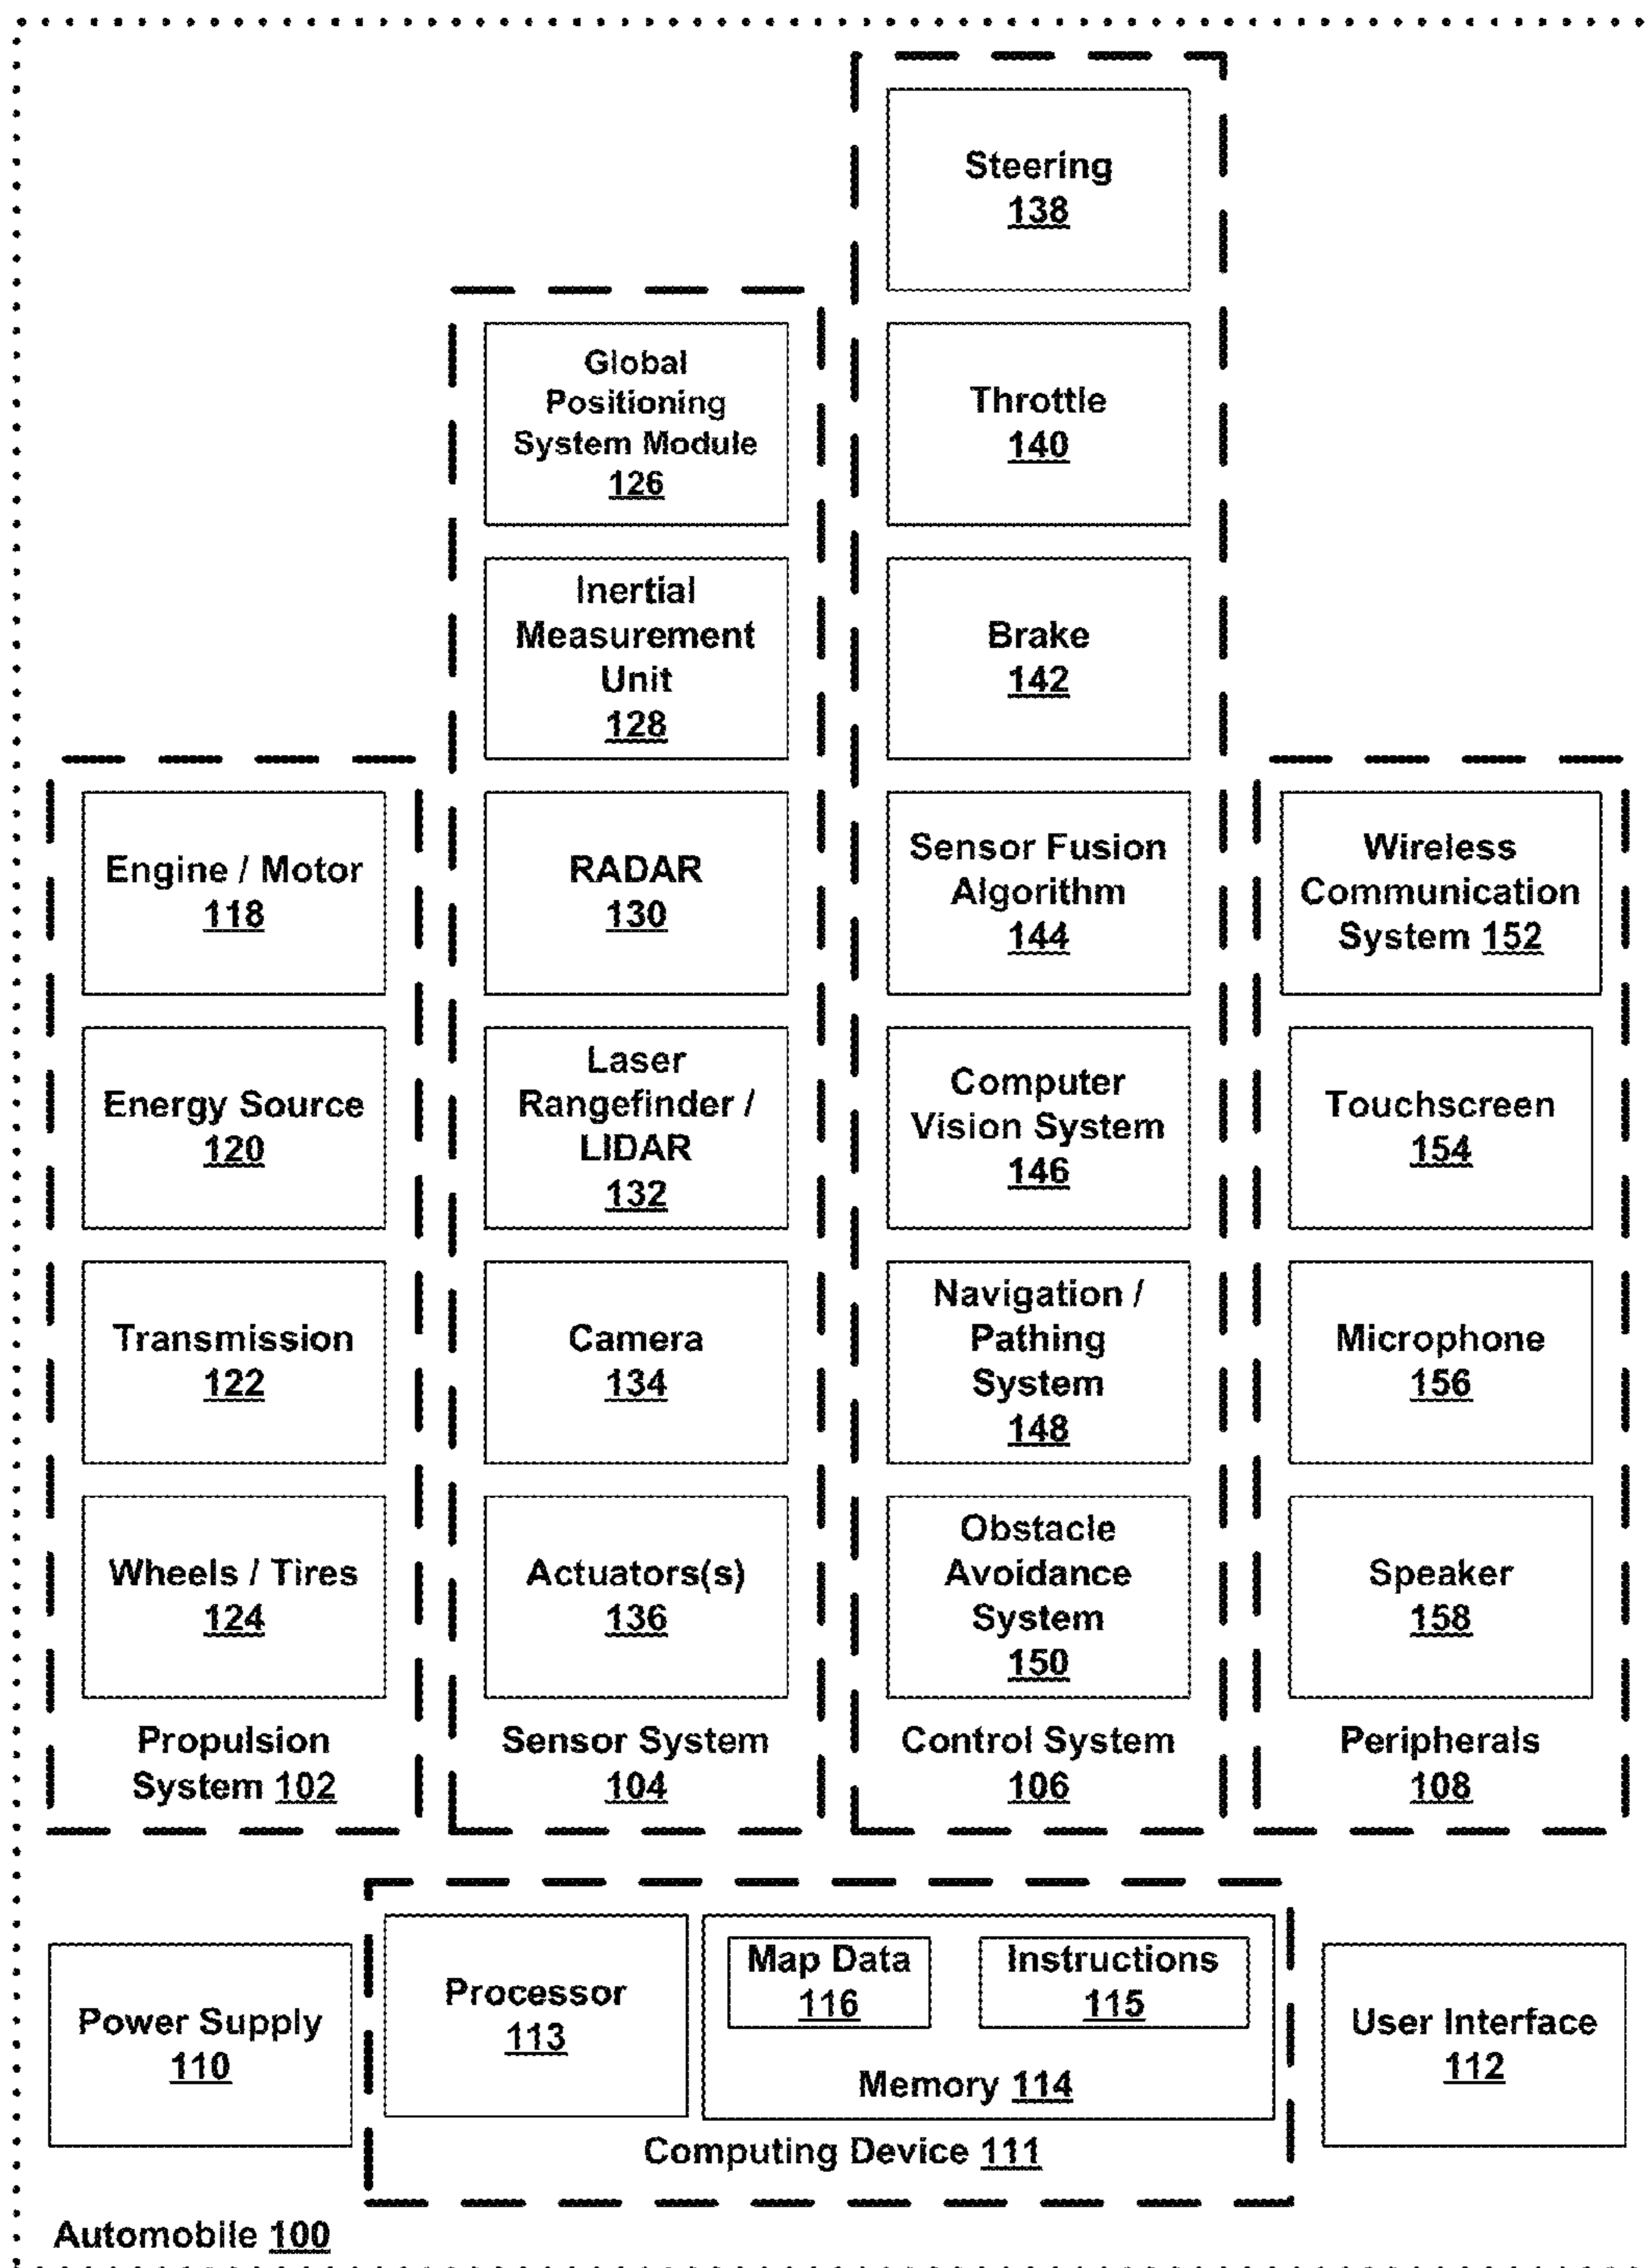 Steering
138
Global
Positioning
System Module
126
Throttle
140
Inertial
Measurement
Unit
128
Brake
142
Engine / Motor
118
RADAR
130
Sensor Fusion
Algorithm
144
Wireless
Communication
System 152
Energy Source
120
Laser
Rangefinder /
LIDAR
132
Computer
Vision System
146
Touchscreen
154
Transmission
122
Camera
134
Navigation /
Pathing
System
148
Microphone
156
Wheels / Tires
124
Actuators(s)
136
Obstacle
Avoidance
System
150
Speaker
158
Propulsion
System 102
Sensor System
104
Control System
106
Peripherals
108
Power Supply
110
Processor
113
Map Data
116
Instructions
115
Memory 114
Computing Device 111
User Interface
112
Automobile 100